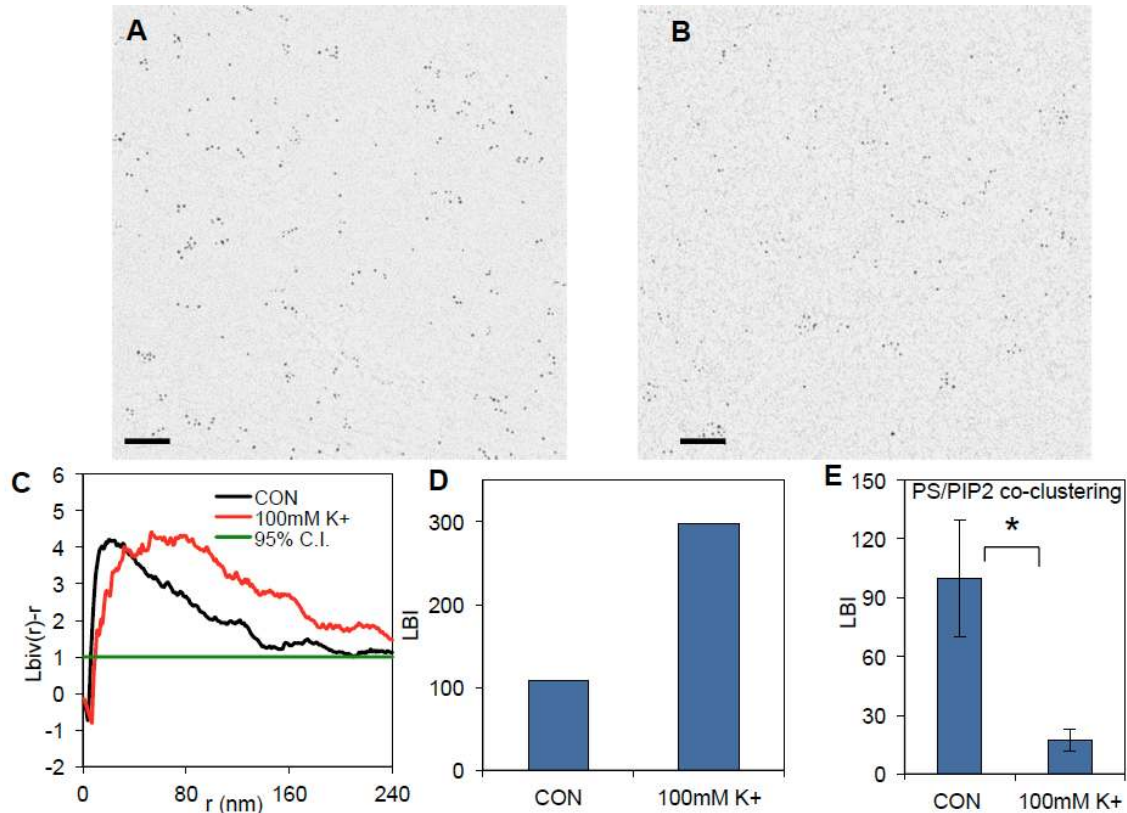 A
B
C
6
5
4
3
2
1
0
-1
-2
Lbiv(r)-r
CON
100mM K+
95% C.I.
0
80
160
240
r (nm)
D
300
200
100
0
LBI
CON
100mM K+
E
150
120
90
60
30
0
LBI
PS/PIP2 co-clustering
*
CON
100mM K+